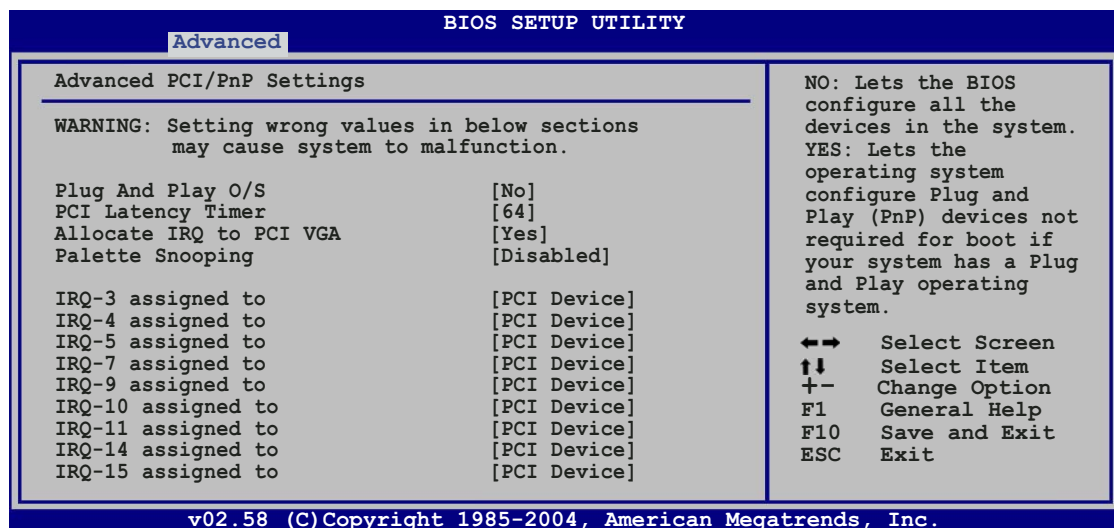 BIOS SETUP UTILITY
Advanced
Advanced PCI/PnP Settings
WARNING: Setting wrong values in below sections
may cause system to malfunction.
Plug And Play O/S [No]
PCI Latency Timer [64]
Allocate IRQ to PCI VGA [Yes]
Palette Snooping [Disabled]
IRQ-3 assigned to [PCI Device]
IRQ-4 assigned to [PCI Device]
IRQ-5 assigned to [PCI Device]
IRQ-7 assigned to [PCI Device]
IRQ-9 assigned to [PCI Device]
IRQ-10 assigned to [PCI Device]
IRQ-11 assigned to [PCI Device]
IRQ-14 assigned to [PCI Device]
IRQ-15 assigned to [PCI Device]
NO: Lets the BIOS
configure all the
devices in the system.
YES: Lets the
operating system
configure Plug and
Play (PnP) devices not
required for boot if
your system has a Plug
and Play operating
system.
←→ Select Screen
↑↓ Select Item
+- Change Option
F1 General Help
F10 Save and Exit
ESC Exit
v02.58 (C)Copyright 1985-2004, American Megatrends, Inc.